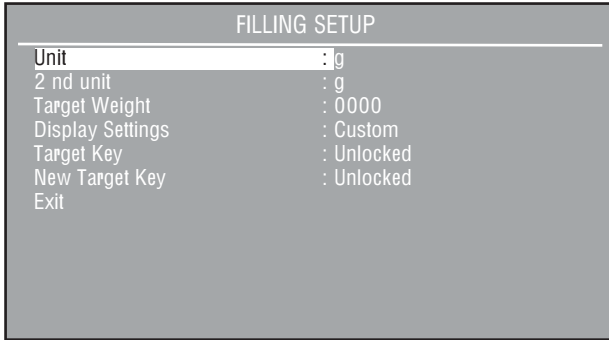 FILLING SETUP
Unit : g
2 nd unit : g
Target Weight : 0000
Display Settings : Custom
Target Key : Unlocked
New Target Key : Unlocked
Exit